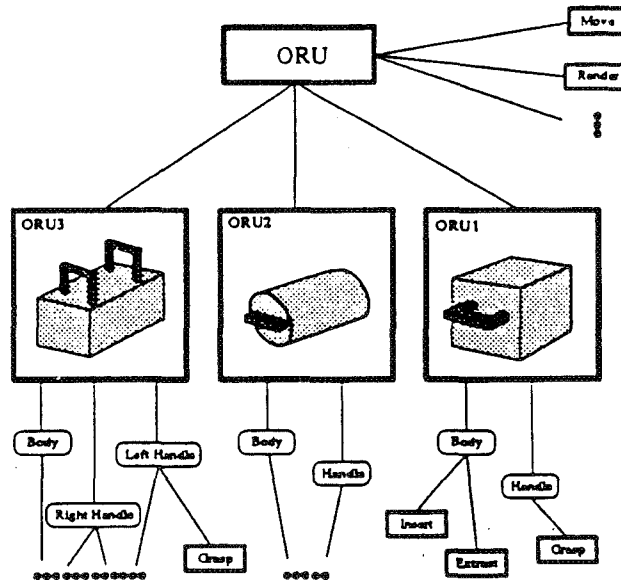 Move
ORU
Render
ORU3
ORU2
ORU1
Body
Body
Body
Left Handle
Handle
Handle
Right Handle
Insert
Grasp
Extract
Grasp